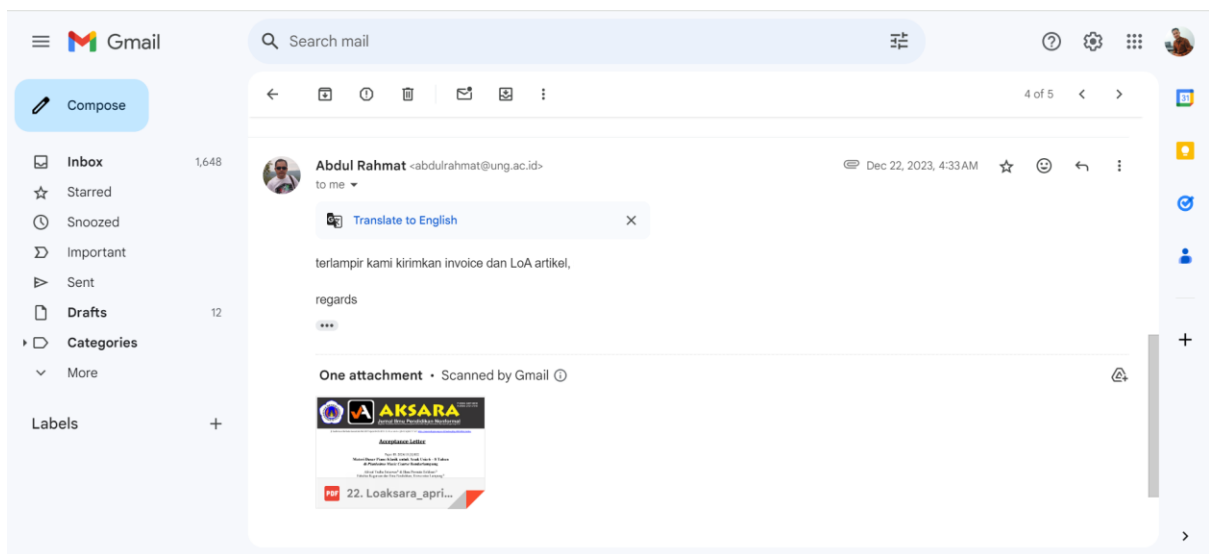 Gmail
Search mail
Compose
4 of 5
Inbox 1,648
Starred
Snoozed
Important
Sent
Drafts 12
Categories
More
Labels
Abdul Rahmat <abdulrahmat@ung.ac.id>
Dec 22, 2023, 4:33 AM
to me
Translate to English
terlampir kami kirimkan invoice dan LoA artikel,
regards
One attachment • Scanned by Gmail
AKSARA
Jurnal Ilmu Pendidikan Nonformal
Acceptance Letter
PDF
22. Loaksara_apri...
31